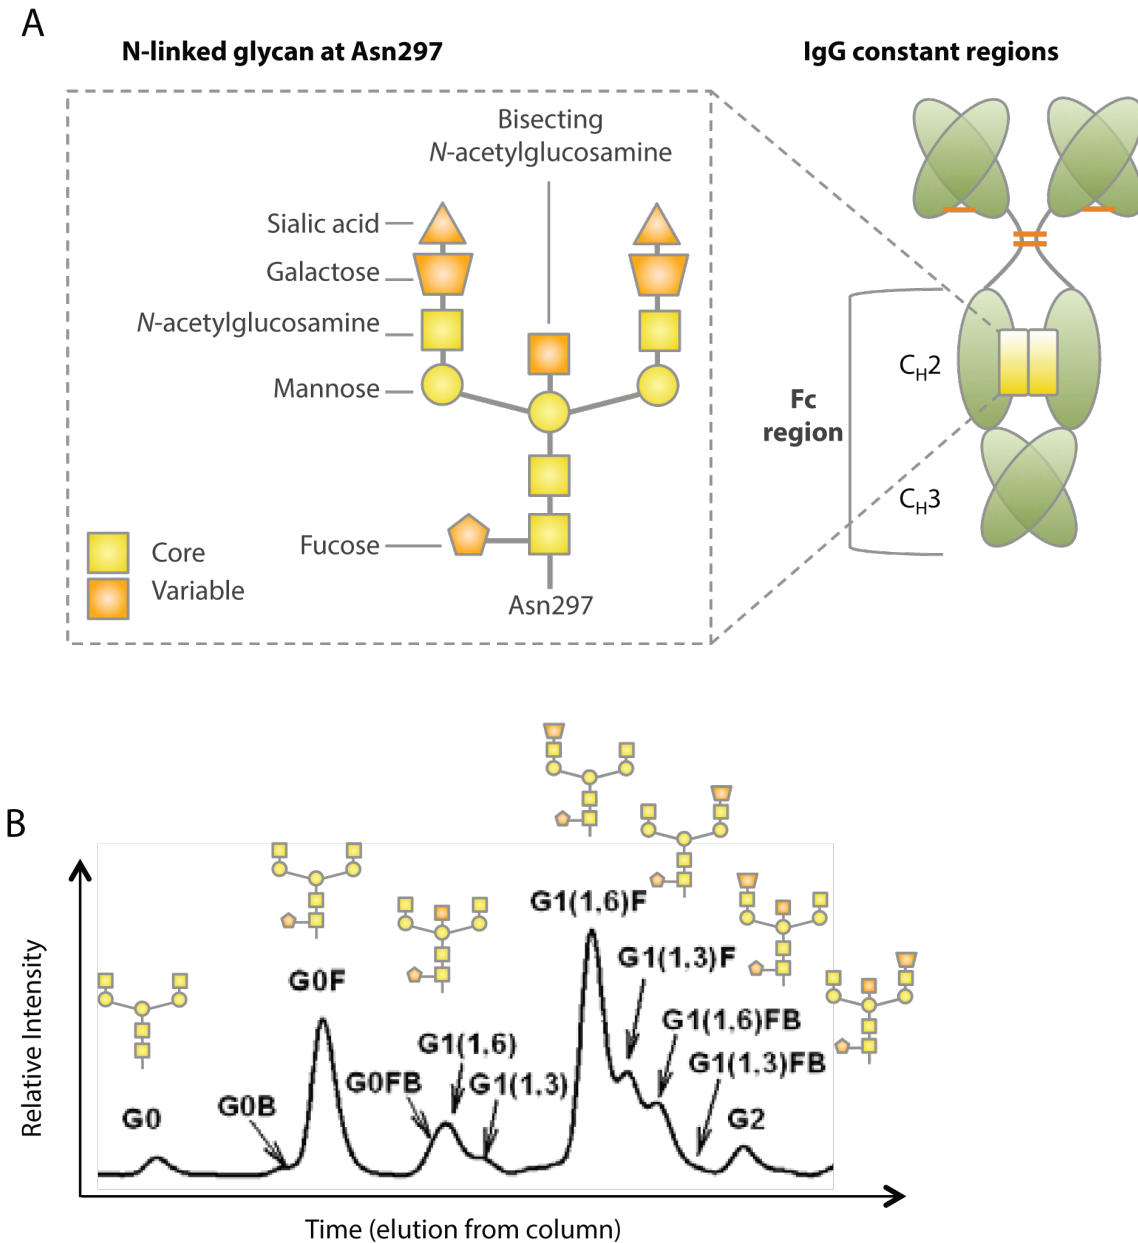 A
N-linked glycan at Asn297
IgG constant regions
Bisecting
N-acetylglucosamine
Sialic acid
Galactose
N-acetylglucosamine
Mannose
Fucose
Core
Variable
Asn297
CH2
Fc
region
CH3
B
Relative Intensity
G0
G0B
G0F
G0FB
G1(1,6)
G1(1,3)
G1(1,6)F
G1(1,3)F
G1(1,6)FB
G1(1,3)FB
G2
Time (elution from column)